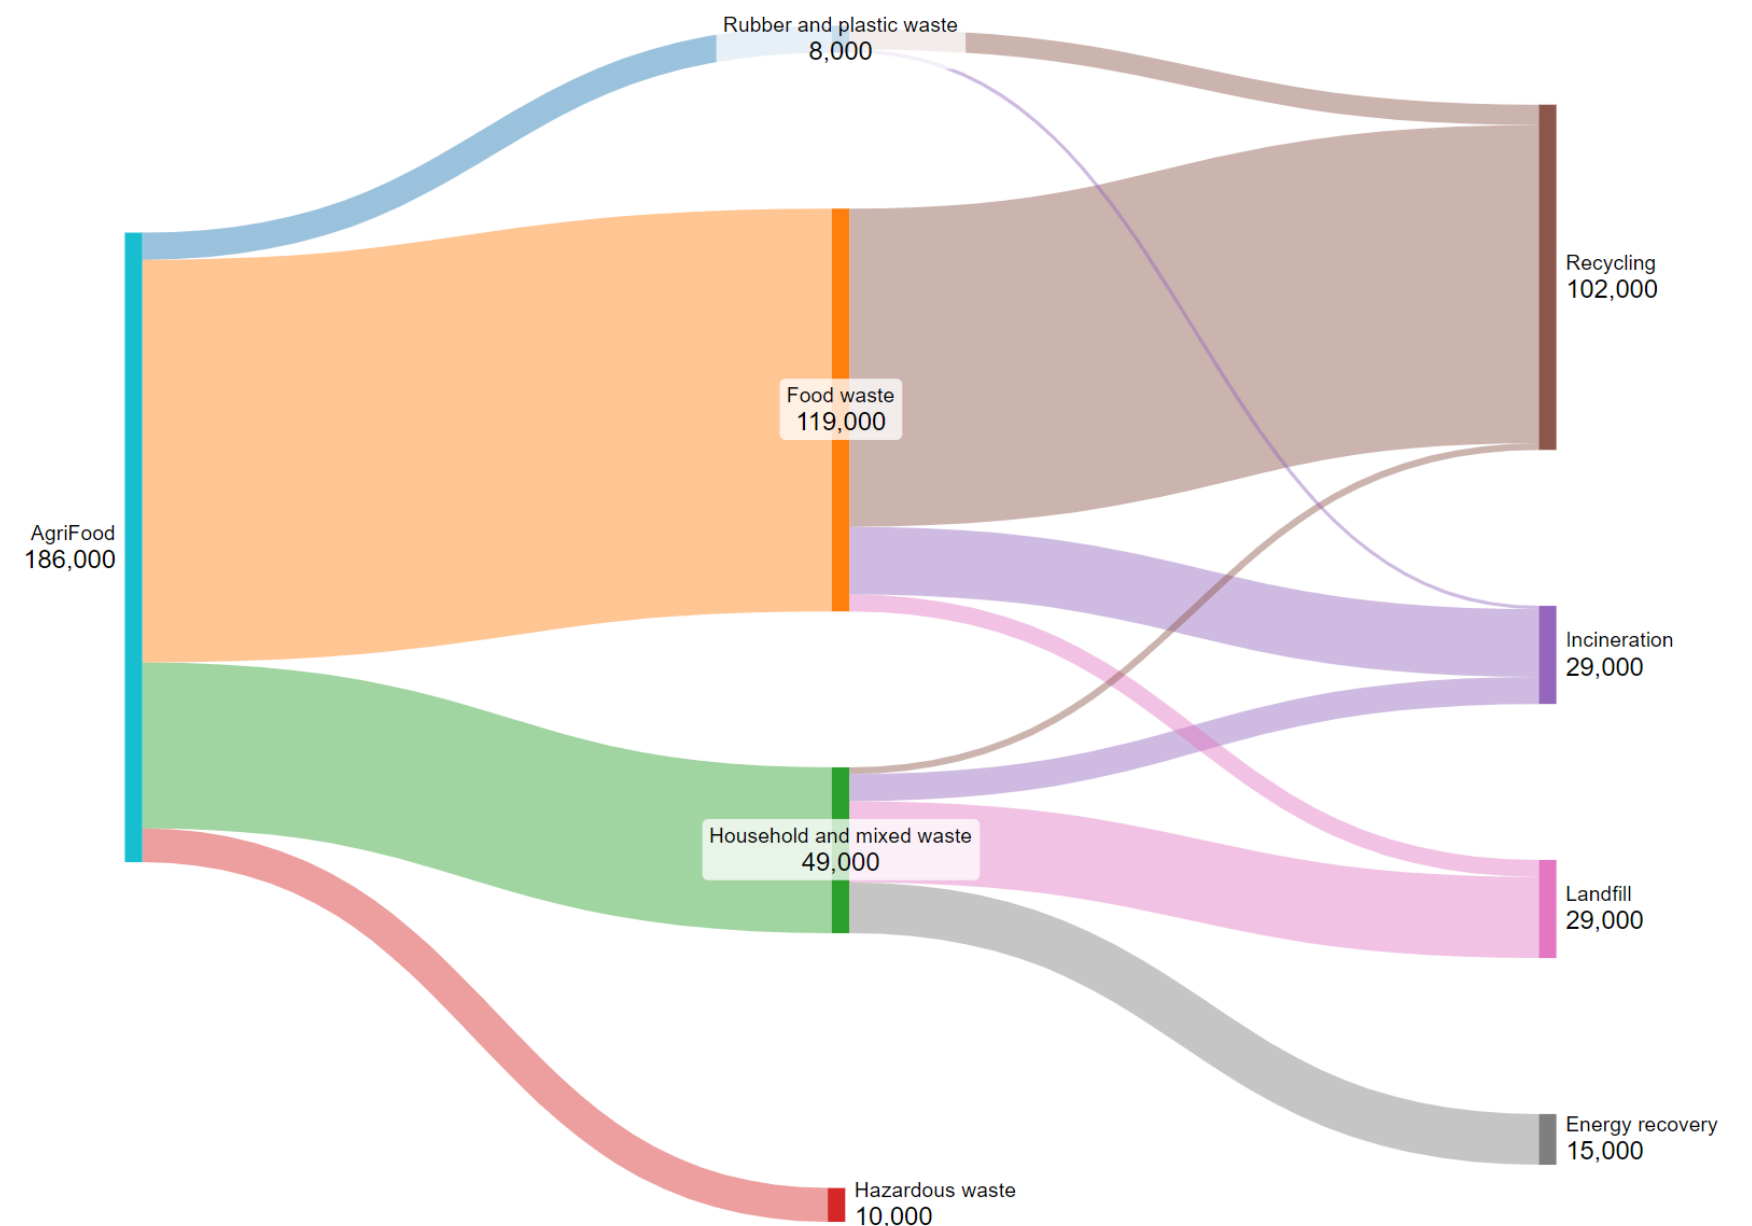 Rubber and plastic waste
8,000
Recycling
102,000
Food waste
119,000
AgriFood
186,000
Incineration
29,000
Household and mixed waste
49,000
Landfill
29,000
Energy recovery
15,000
Hazardous waste
10,000